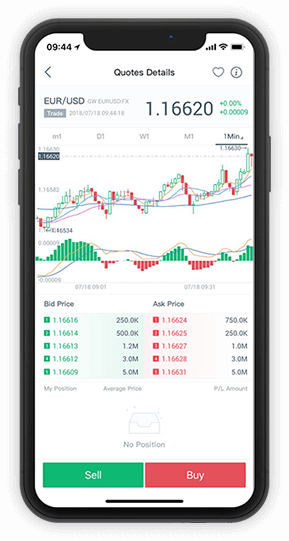 09:44
Quotes Details
EUR/USD GW EURUSD.FX
Trade 2018/07/18 09.44.18
1.16620
+0.00%
+0.00009
m1 D1 W1 M1 1Min
1.16630
1.16630
1.16620
1.16582
1.16534
0.00009
-0.00009
07/18 09:01 07/18 09:31
Bid Price Ask Price
1 1.16616 250.0K 1 1.16624 750.0K
2 1.16614 500.0K 2 1.16625 250.0K
3 1.16613 1.2M 3 1.16627 1.0M
4 1.16612 3.0M 4 1.16628 3.0M
5 1.16609 5.0M 5 1.16631 5.0M
My Position Average Price P/L Amount
No Position
Sell Buy